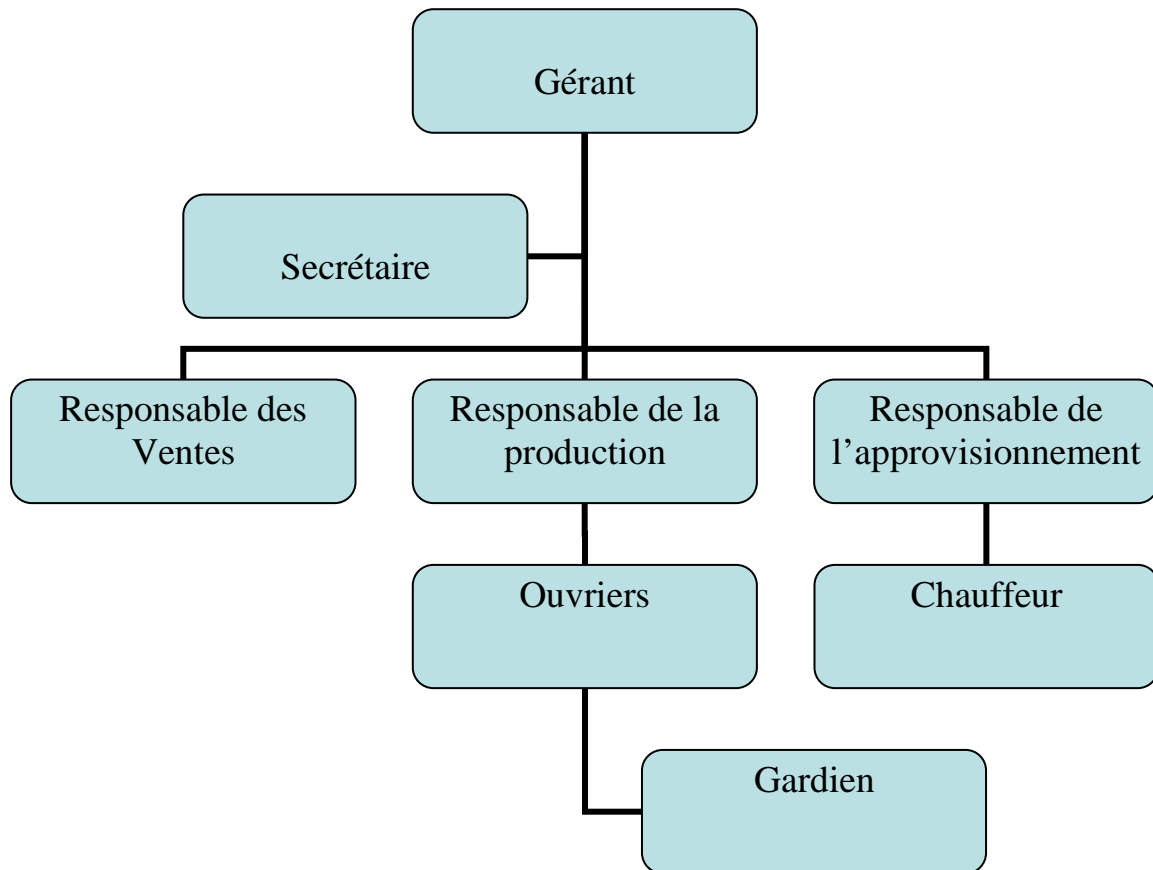 Gérant
Secrétaire
Responsable des
Ventes
Responsable de la
production
Responsable de
l’approvisionnement
Ouvriers
Chauffeur
Gardien